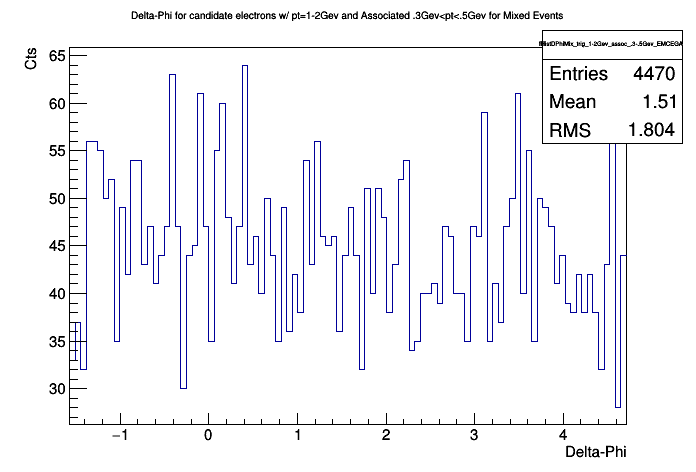 Delta-Phi for candidate electrons w/ pt=1-2Gev and Associated .3Gev<pt<.5Gev for Mixed Events
Entries 4470
Mean 1.51
RMS 1.804
Cts
65
60
55
50
45
40
35
30
−1 0 1 2 3 4
Delta-Phi